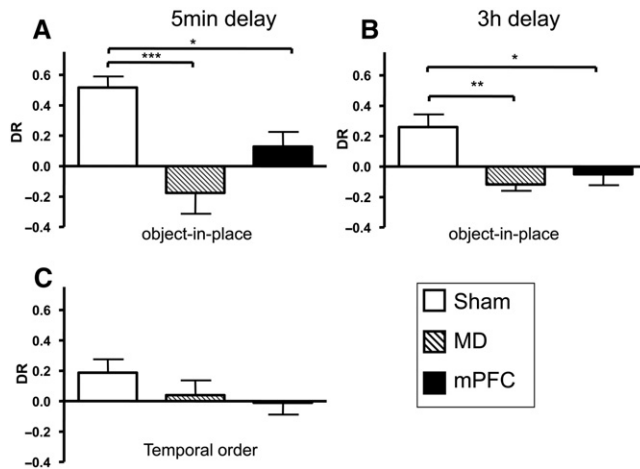 5min delay
3h delay
A
B
*
***
*
**
DR
0.6
0.4
0.2
0.0
−0.2
−0.4
object-in-place
DR
0.6
0.4
0.2
0.0
−0.2
−0.4
object-in-place
C
DR
0.6
0.4
0.2
0.0
−0.2
−0.4
Temporal order
Sham
MD
mPFC